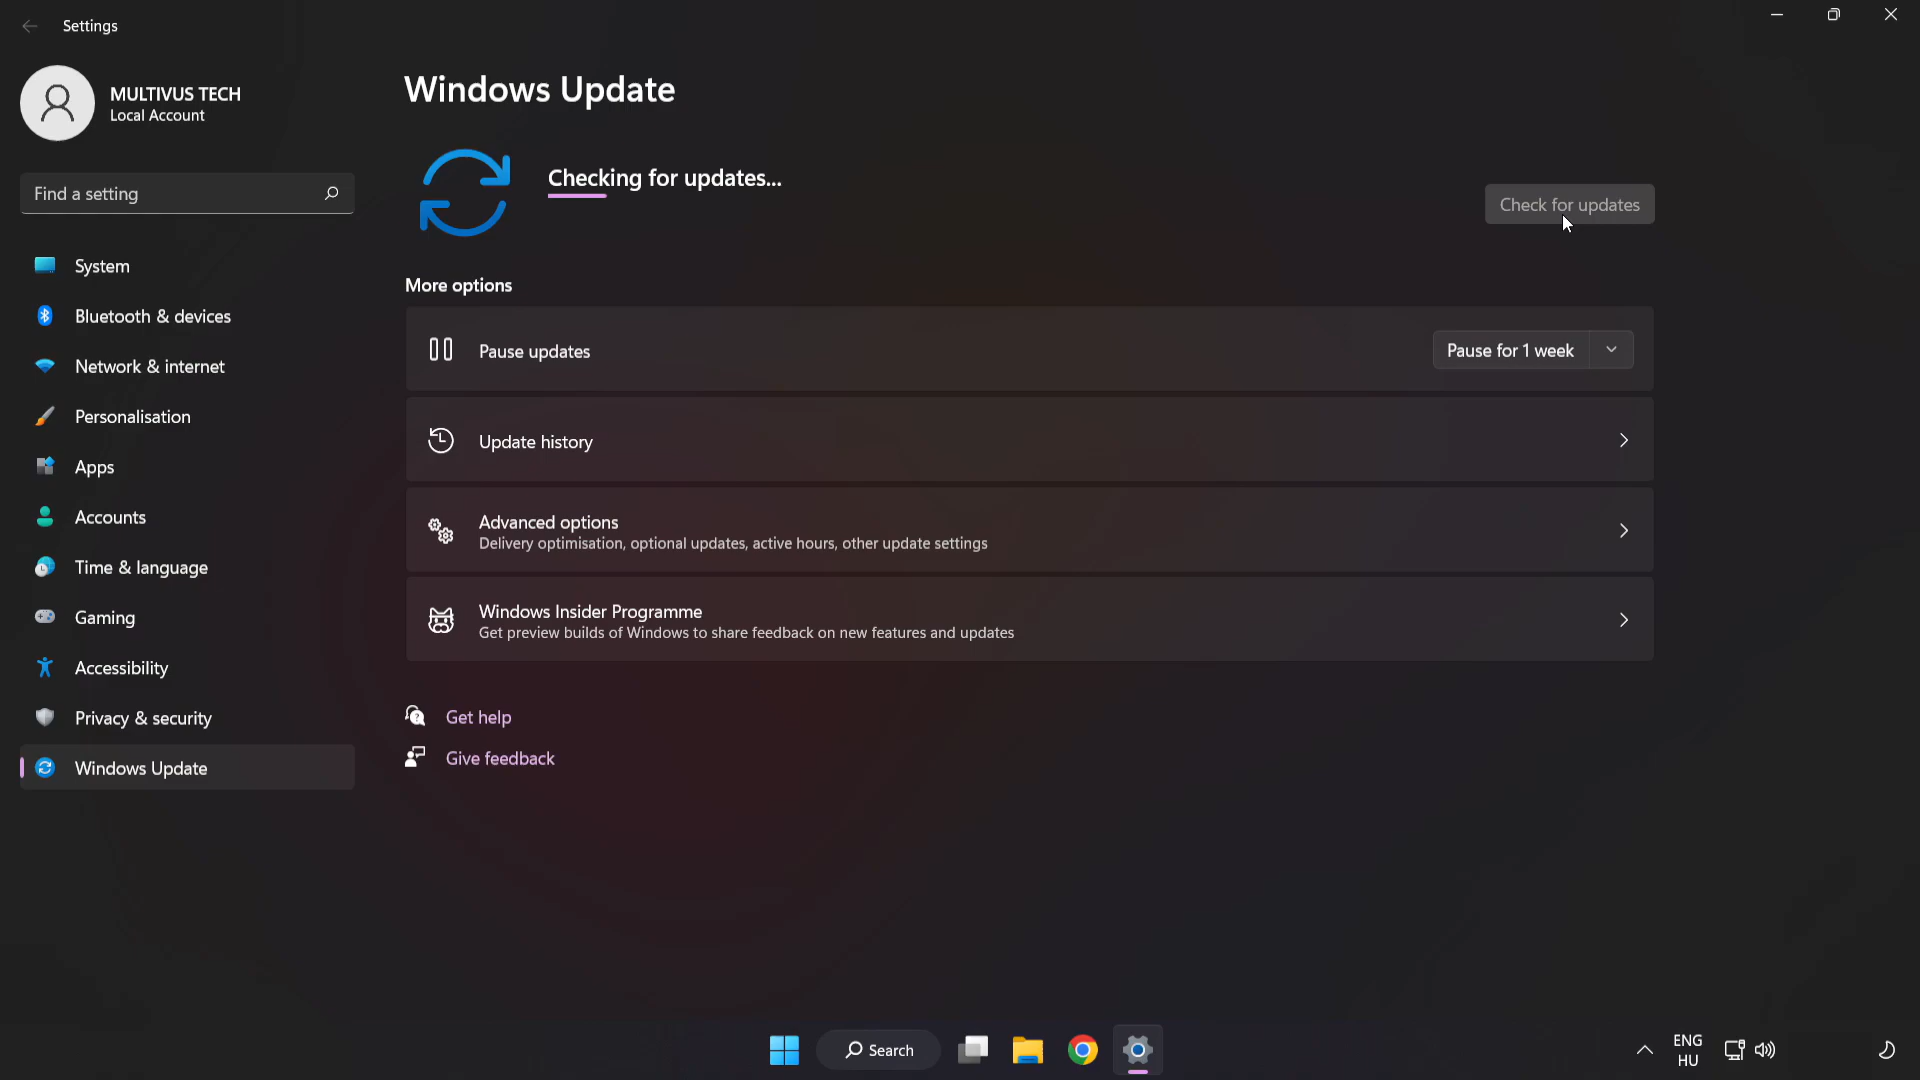 Settings
MULTIVUS TECH
Local Account
Find a setting
System
Bluetooth & devices
Network & internet
Personalisation
Apps
Accounts
Time & language
Gaming
Accessibility
Privacy & security
Windows Update
Windows Update
Checking for updates...
Check for updates
More options
Pause updates
Pause for 1 week
Update history
Advanced options
Delivery optimisation, optional updates, active hours, other update settings
Windows Insider Programme
Get preview builds of Windows to share feedback on new features and updates
Get help
Give feedback
Search
ENG
HU